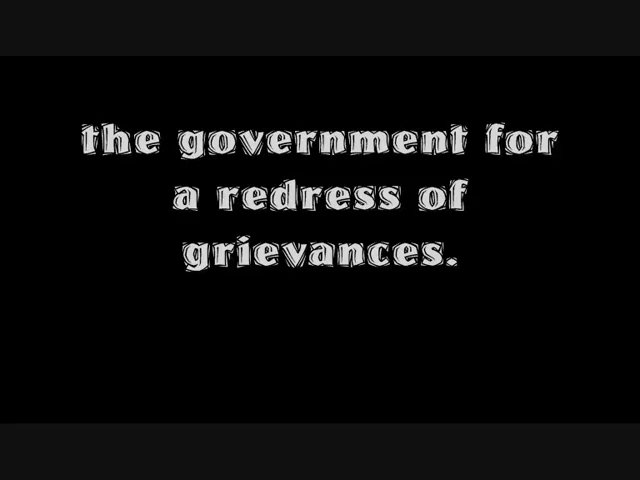 the government for
a redress of
grievances.